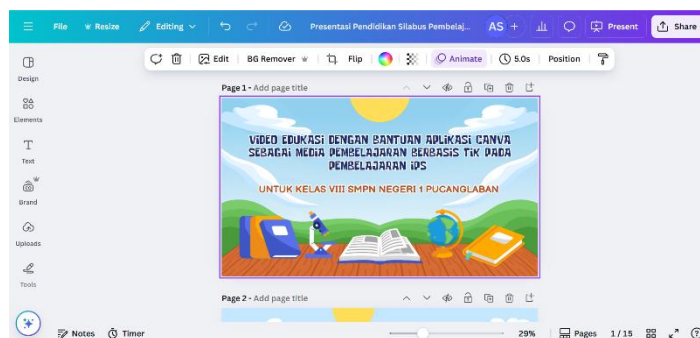 File Resize Editing Presentasi Pendidikan Silabus Pembelaj... AS + Present Share
Edit BG Remover Flip Animate 5.0s Position
Design
Elements
Text
Brand
Uploads
Tools
Page 1 - Add page title
VIDEO EDUKASI DENGAN BANTUAN APLIKASI CANVA
SEBAGAI MEDIA PEMBELAJARAN BERBASIS TIK PADA
PEMBELAJARAN IPS
UNTUK KELAS VIII SMPN NEGERI 1 PUCANGLABAN
Page 2 - Add page title
Notes Timer 29% Pages 1 / 15